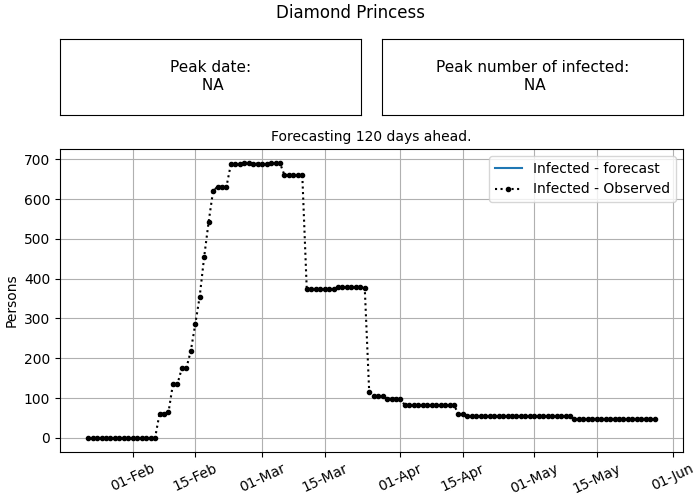 Diamond Princess
Peak date:
NA
Peak number of infected:
NA
Forecasting 120 days ahead.
Infected - forecast
Infected - Observed
Persons
700
600
500
400
300
200
100
0
01-Feb
15-Feb
01-Mar
15-Mar
01-Apr
15-Apr
01-May
15-May
01-Jun